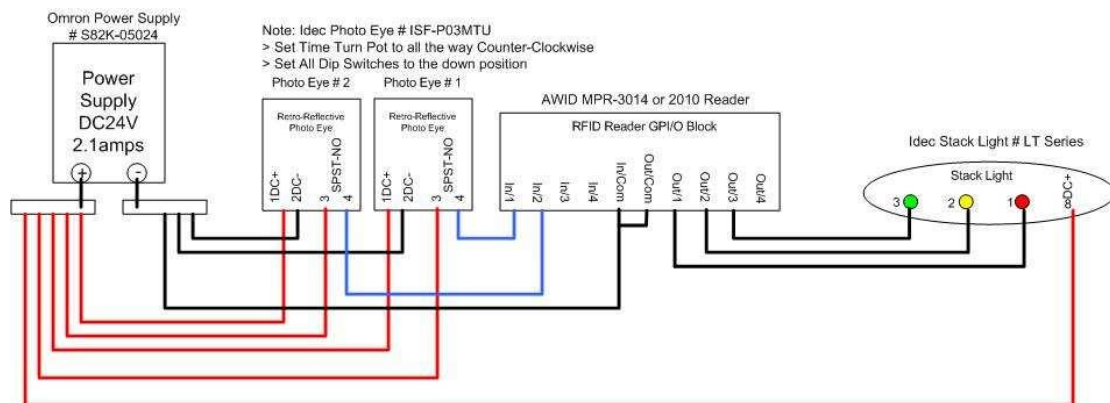 Omron Power Supply
# S82K-05024
Power
Supply
DC24V
2.1amps
+
-
Note: Idec Photo Eye # ISF-P03MTU
> Set Time Turn Pot to all the way Counter-Clockwise
> Set All Dip Switches to the down position
Photo Eye # 2
Retro-Reflective
Photo Eye
1DC+
2DC-
3
SPST-NO
4
Photo Eye # 1
Retro-Reflective
Photo Eye
1DC+
2DC-
3
SPST-NO
4
AWID MPR-3014 or 2010 Reader
RFID Reader GPI/O Block
In/1
In/2
In/3
In/4
In/Com
Out/Com
Out/1
Out/2
Out/3
Out/4
Idec Stack Light # LT Series
Stack Light
3
2
1
8DC+